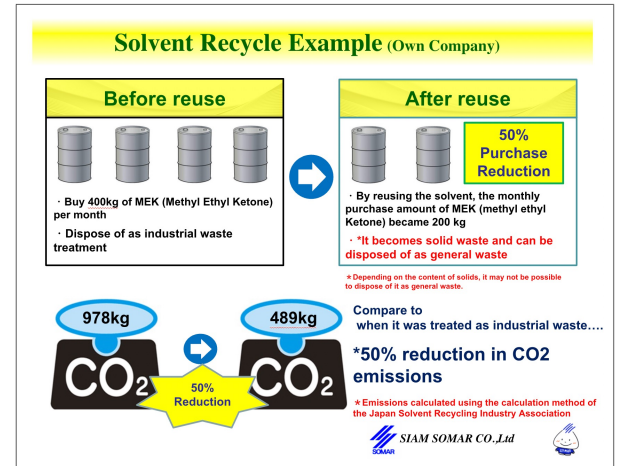 Solvent Recycle Example (Own Company)
Before reuse
・Buy 400kg of MEK (Methyl Ethyl Ketone)
per month
・Dispose of as industrial waste
treatment
After reuse
50%
Purchase
Reduction
・By reusing the solvent, the monthly
purchase amount of MEK (methyl ethyl
Ketone) became 200 kg
・*It becomes solid waste and can be
disposed of as general waste
*Depending on the content of solids, it may not be possible
to dispose of it as general waste.
978kg
CO2
50%
Reduction
489kg
CO2
Compare to
when it was treated as industrial waste….
*50% reduction in CO2
emissions
*Emissions calculated using the calculation method of
the Japan Solvent Recycling Industry Association
SOMAR
SIAM SOMAR CO.,Ltd